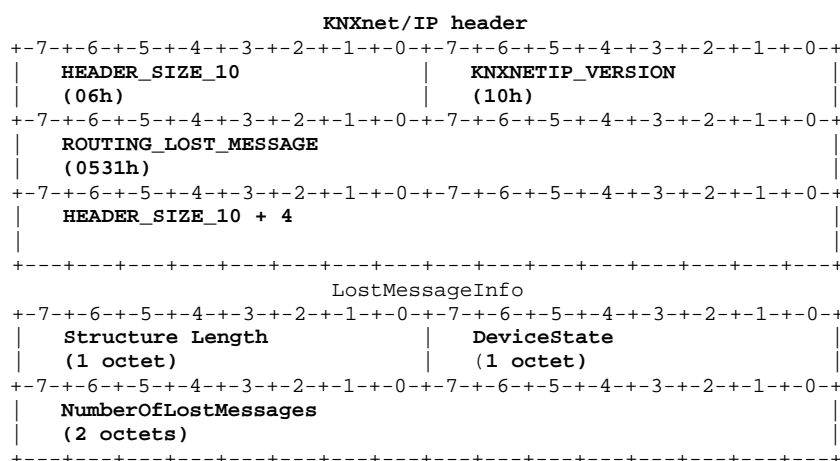 KNXnet/IP header
+-7-+-6-+-5-+-4-+-3-+-2-+-1-+-0-+-7-+-6-+-5-+-4-+-3-+-2-+-1-+-0-+
| HEADER_SIZE_10 | KNXNETIP_VERSION |
| (06h) | (10h) |
+-7-+-6-+-5-+-4-+-3-+-2-+-1-+-0-+-7-+-6-+-5-+-4-+-3-+-2-+-1-+-0-+
| ROUTING_LOST_MESSAGE |
| (0531h) |
+-7-+-6-+-5-+-4-+-3-+-2-+-1-+-0-+-7-+-6-+-5-+-4-+-3-+-2-+-1-+-0-+
| HEADER_SIZE_10 + 4 |
| |
+---+---+---+---+---+---+---+---+---+---+---+---+---+---+---+---+
LostMessageInfo
+-7-+-6-+-5-+-4-+-3-+-2-+-1-+-0-+-7-+-6-+-5-+-4-+-3-+-2-+-1-+-0-+
| Structure Length | DeviceState |
| (1 octet) | (1 octet) |
+-7-+-6-+-5-+-4-+-3-+-2-+-1-+-0-+-7-+-6-+-5-+-4-+-3-+-2-+-1-+-0-+
| NumberOfLostMessages |
| (2 octets) |
+---+---+---+---+---+---+---+---+---+---+---+---+---+---+---+---+